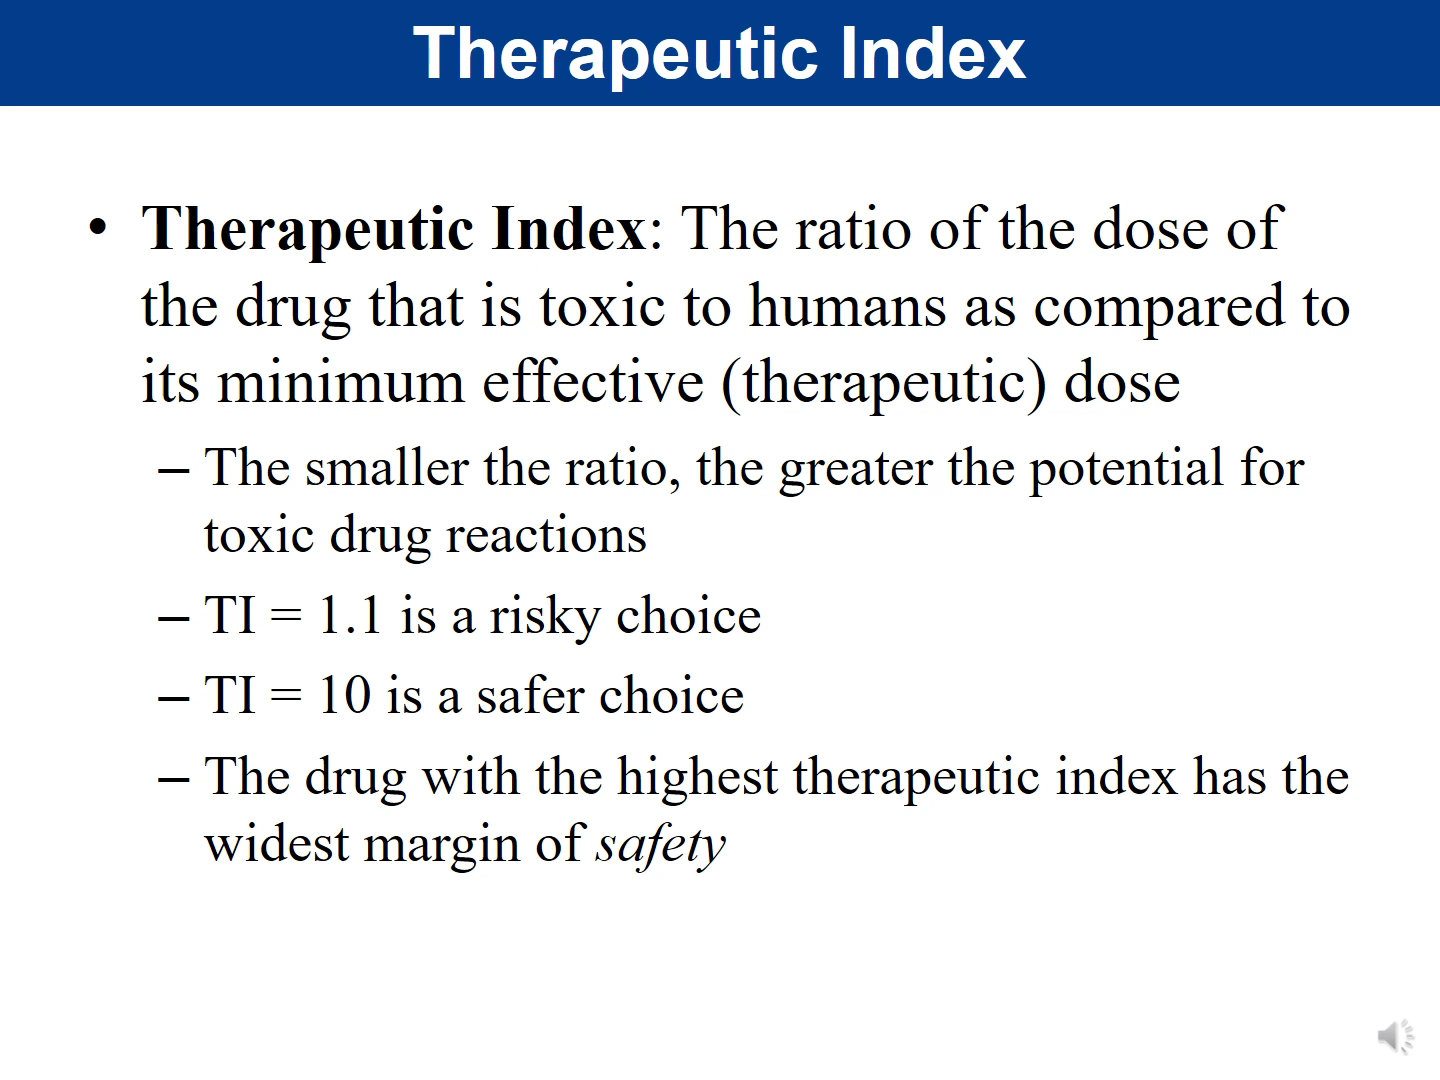 Therapeutic Index
• Therapeutic Index: The ratio of the dose of
the drug that is toxic to humans as compared to
its minimum effective (therapeutic) dose
– The smaller the ratio, the greater the potential for
toxic drug reactions
– TI = 1.1 is a risky choice
– TI = 10 is a safer choice
– The drug with the highest therapeutic index has the
widest margin of safety